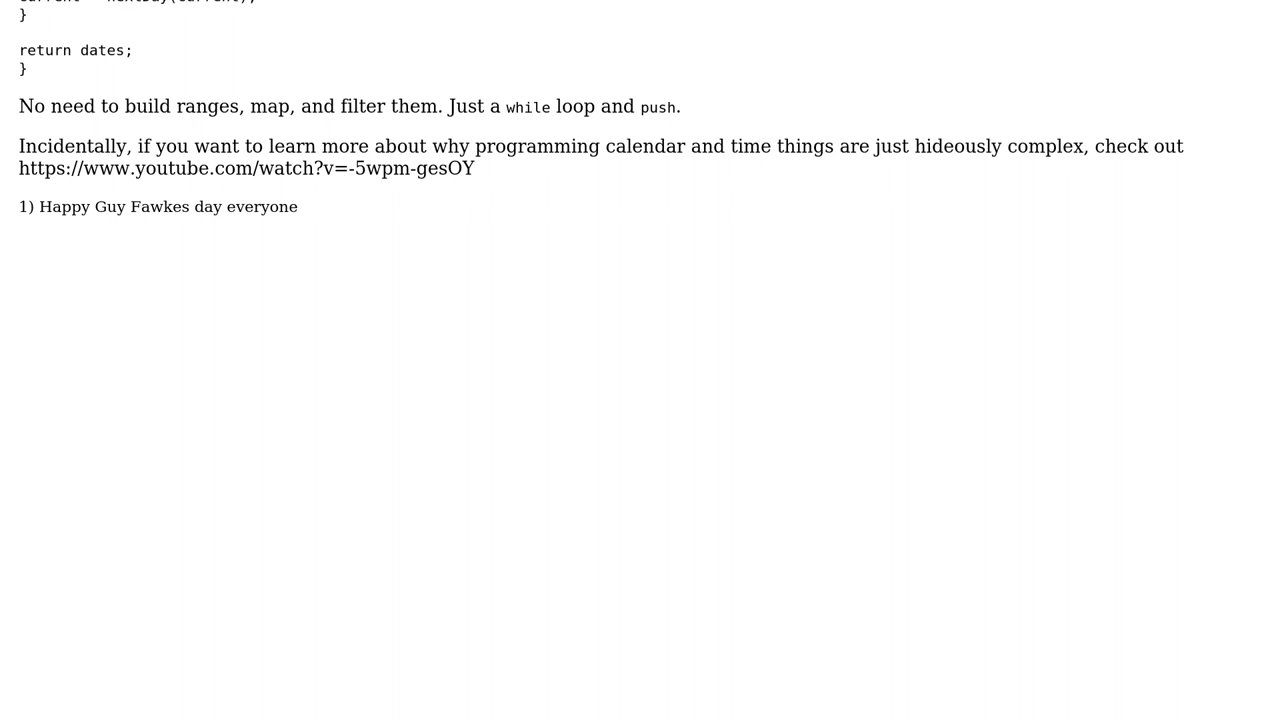 }
return dates;
}
No need to build ranges, map, and filter them. Just a while loop and push.
Incidentally, if you want to learn more about why programming calendar and time things are just hideously complex, check out
https://www.youtube.com/watch?v=-5wpm-gesOY
1) Happy Guy Fawkes day everyone